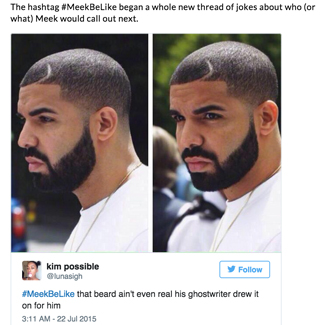 The hashtag #MeekBeLike began a whole new thread of jokes about who (or
what) Meek would call out next.
kim possible
@lunasigh
Follow
#MeekBeLike that beard ain't even real his ghostwriter drew it
on for him
3:11 AM - 22 Jul 2015